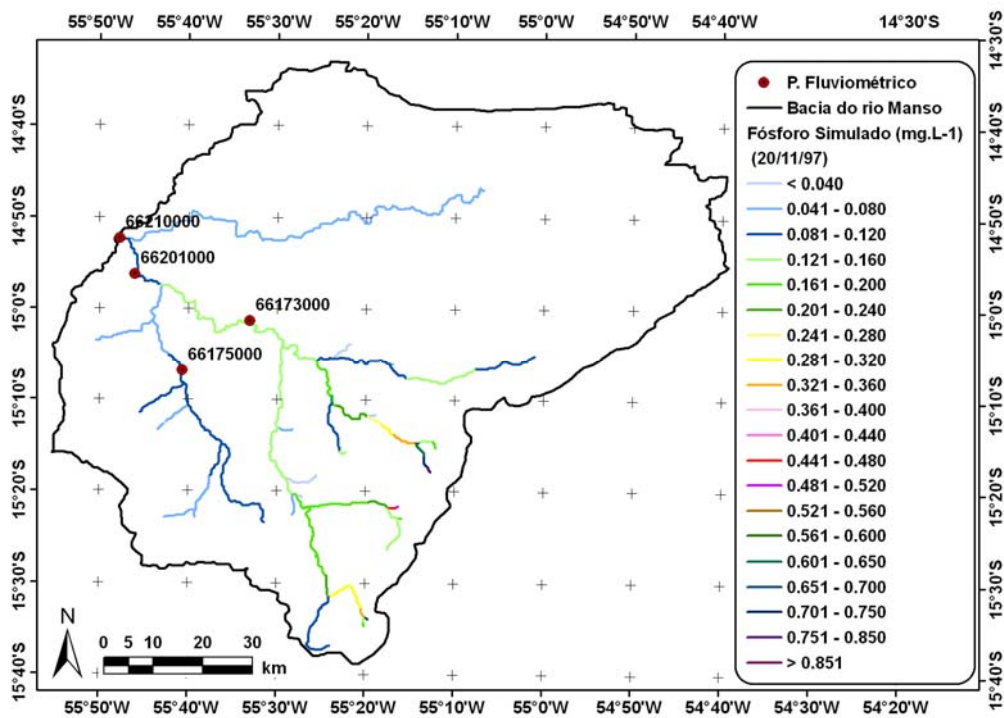 55°50'W 55°40'W 55°30'W 55°20'W 55°10'W 55°0'W 54°50'W 54°40'W 14°30'S
14°30'S
14°40'S
14°50'S
15°0'S
15°10'S
15°20'S
15°30'S
15°40'S
14°40'S
14°50'S
15°0'S
15°10'S
15°20'S
15°30'S
15°40'S
66210000
66201000
66173000
66175000
P. Fluviométrico
Bacia do rio Manso
Fósforo Simulado (mg.L-1)
(20/11/97)
< 0.040
0.041 - 0.080
0.081 - 0.120
0.121 - 0.160
0.161 - 0.200
0.201 - 0.240
0.241 - 0.280
0.281 - 0.320
0.321 - 0.360
0.361 - 0.400
0.401 - 0.440
0.441 - 0.480
0.481 - 0.520
0.521 - 0.560
0.561 - 0.600
0.601 - 0.650
0.651 - 0.700
0.701 - 0.750
0.751 - 0.850
> 0.851
N
0 5 10 20 30
km
55°50'W 55°40'W 55°30'W 55°20'W 55°10'W 55°0'W 54°50'W 54°40'W 54°30'W 54°20'W